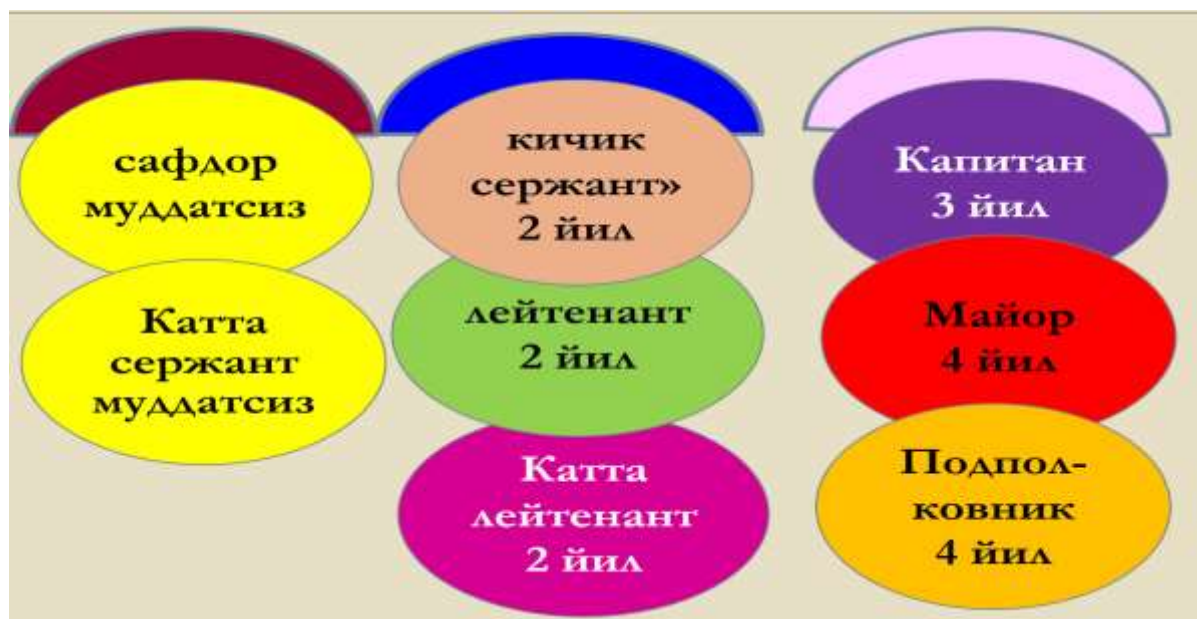 сафдор
муддатсиз
Катта
сержант
муддатсиз
кичик
сержант»
2 йил
лейтенант
2 йил
Катта
лейтенант
2 йил
Капитан
3 йил
Майор
4 йил
Подпол-
ковник
4 йил